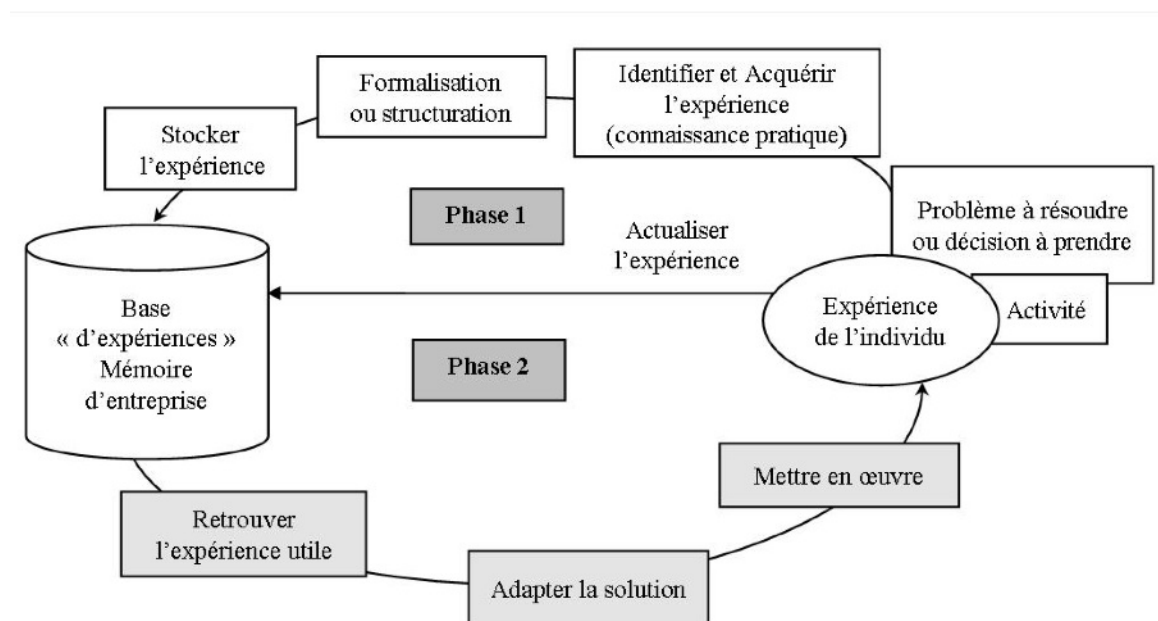 Formalisation
ou structuration
Identifier et Acquérir
l'expérience
(connaissance pratique)
Stocker
l'expérience
Phase 1
Actualiser
l'expérience
Problème à résoudre
ou décision à prendre
Base
« d'expériences »
Mémoire
d'entreprise
Expérience
de l'individu
Activité
Phase 2
Mettre en œuvre
Retrouver
l'expérience utile
Adapter la solution